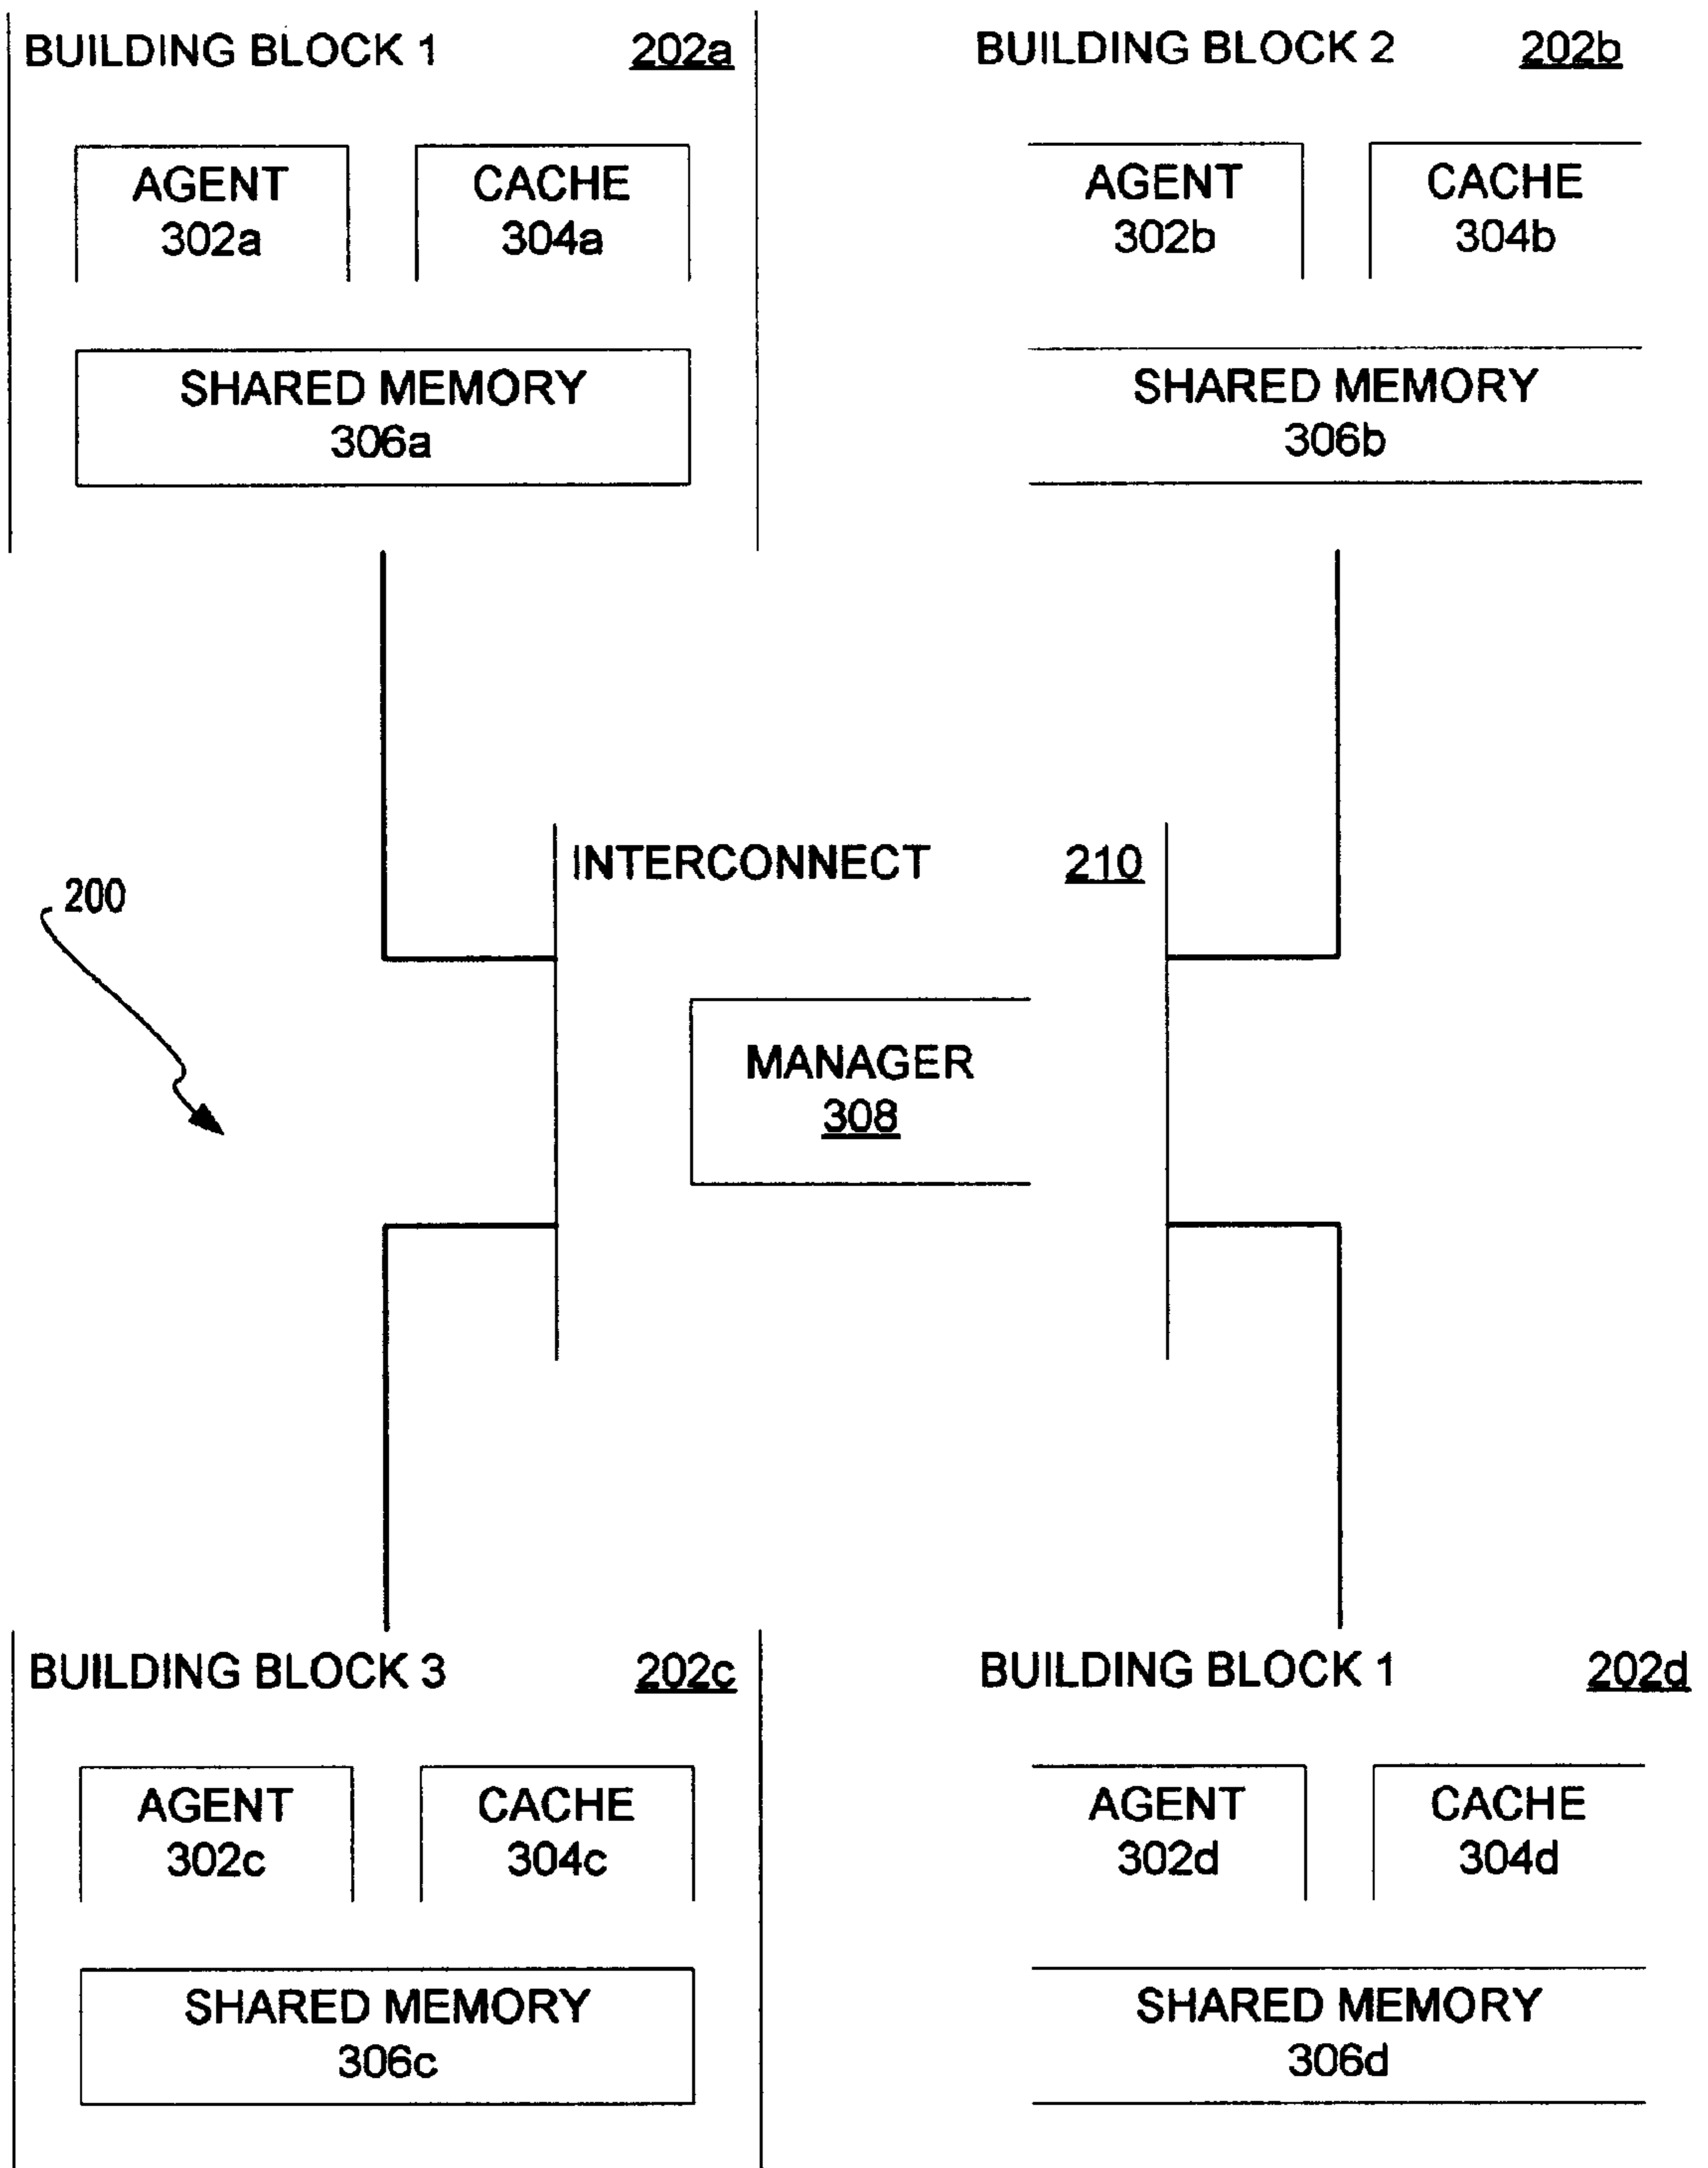 BUILDING BLOCK 1 202a
AGENT
302a
CACHE
304a
SHARED MEMORY
306a
BUILDING BLOCK 2 202b
AGENT
302b
CACHE
304b
SHARED MEMORY
306b
200
INTERCONNECT 210
MANAGER
308
BUILDING BLOCK 3 202c
AGENT
302c
CACHE
304c
SHARED MEMORY
306c
BUILDING BLOCK 1 202d
AGENT
302d
CACHE
304d
SHARED MEMORY
306d